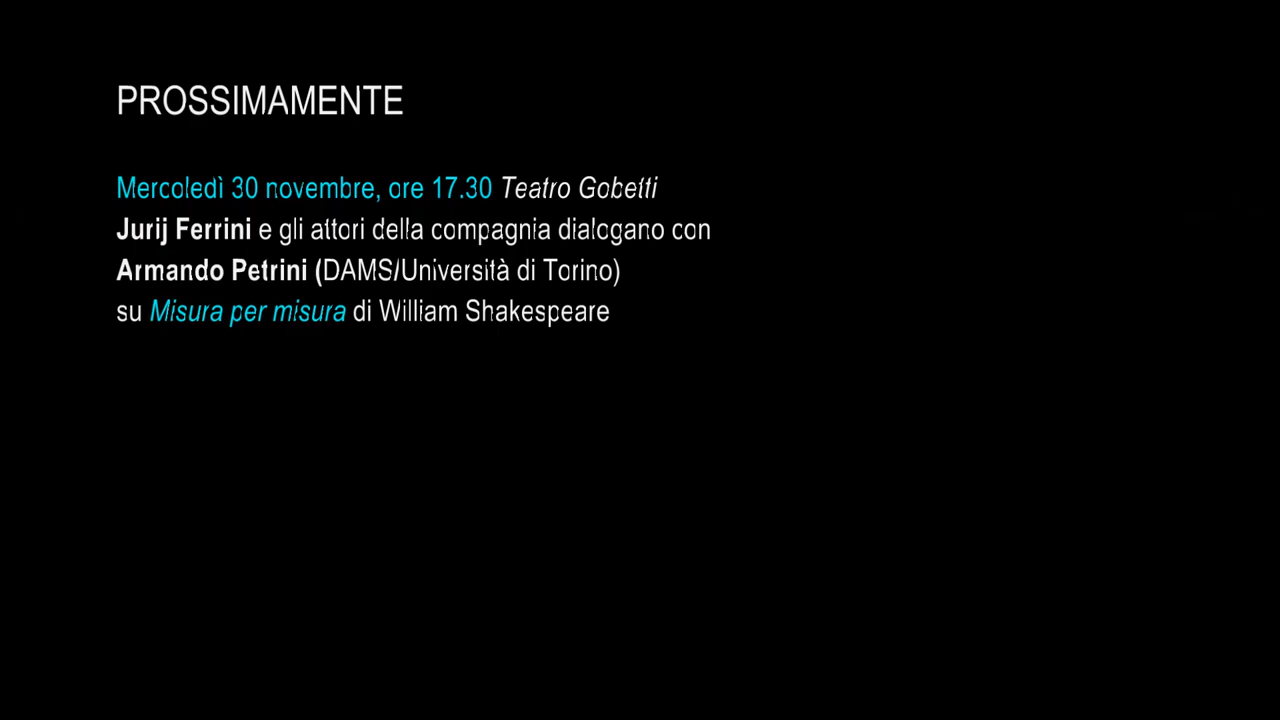 PROSSIMAMENTE
Mercoledì 30 novembre, ore 17.30 Teatro Gobetti
Jurij Ferrini e gli attori della compagnia dialogano con
Armando Petrini (DAMS/Università di Torino)
su Misura per misura di William Shakespeare